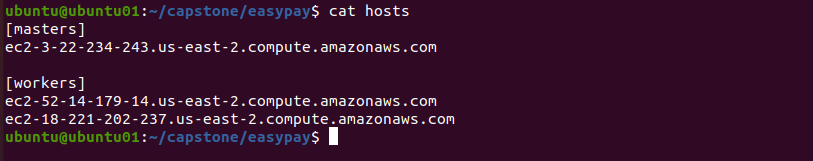 ubuntu@ubuntu01:~/capstone/easypay$ cat hosts
[masters]
ec2-3-22-234-243.us-east-2.compute.amazonaws.com
[workers]
ec2-52-14-179-14.us-east-2.compute.amazonaws.com
ec2-18-221-202-237.us-east-2.compute.amazonaws.com
ubuntu@ubuntu01:~/capstone/easypay$